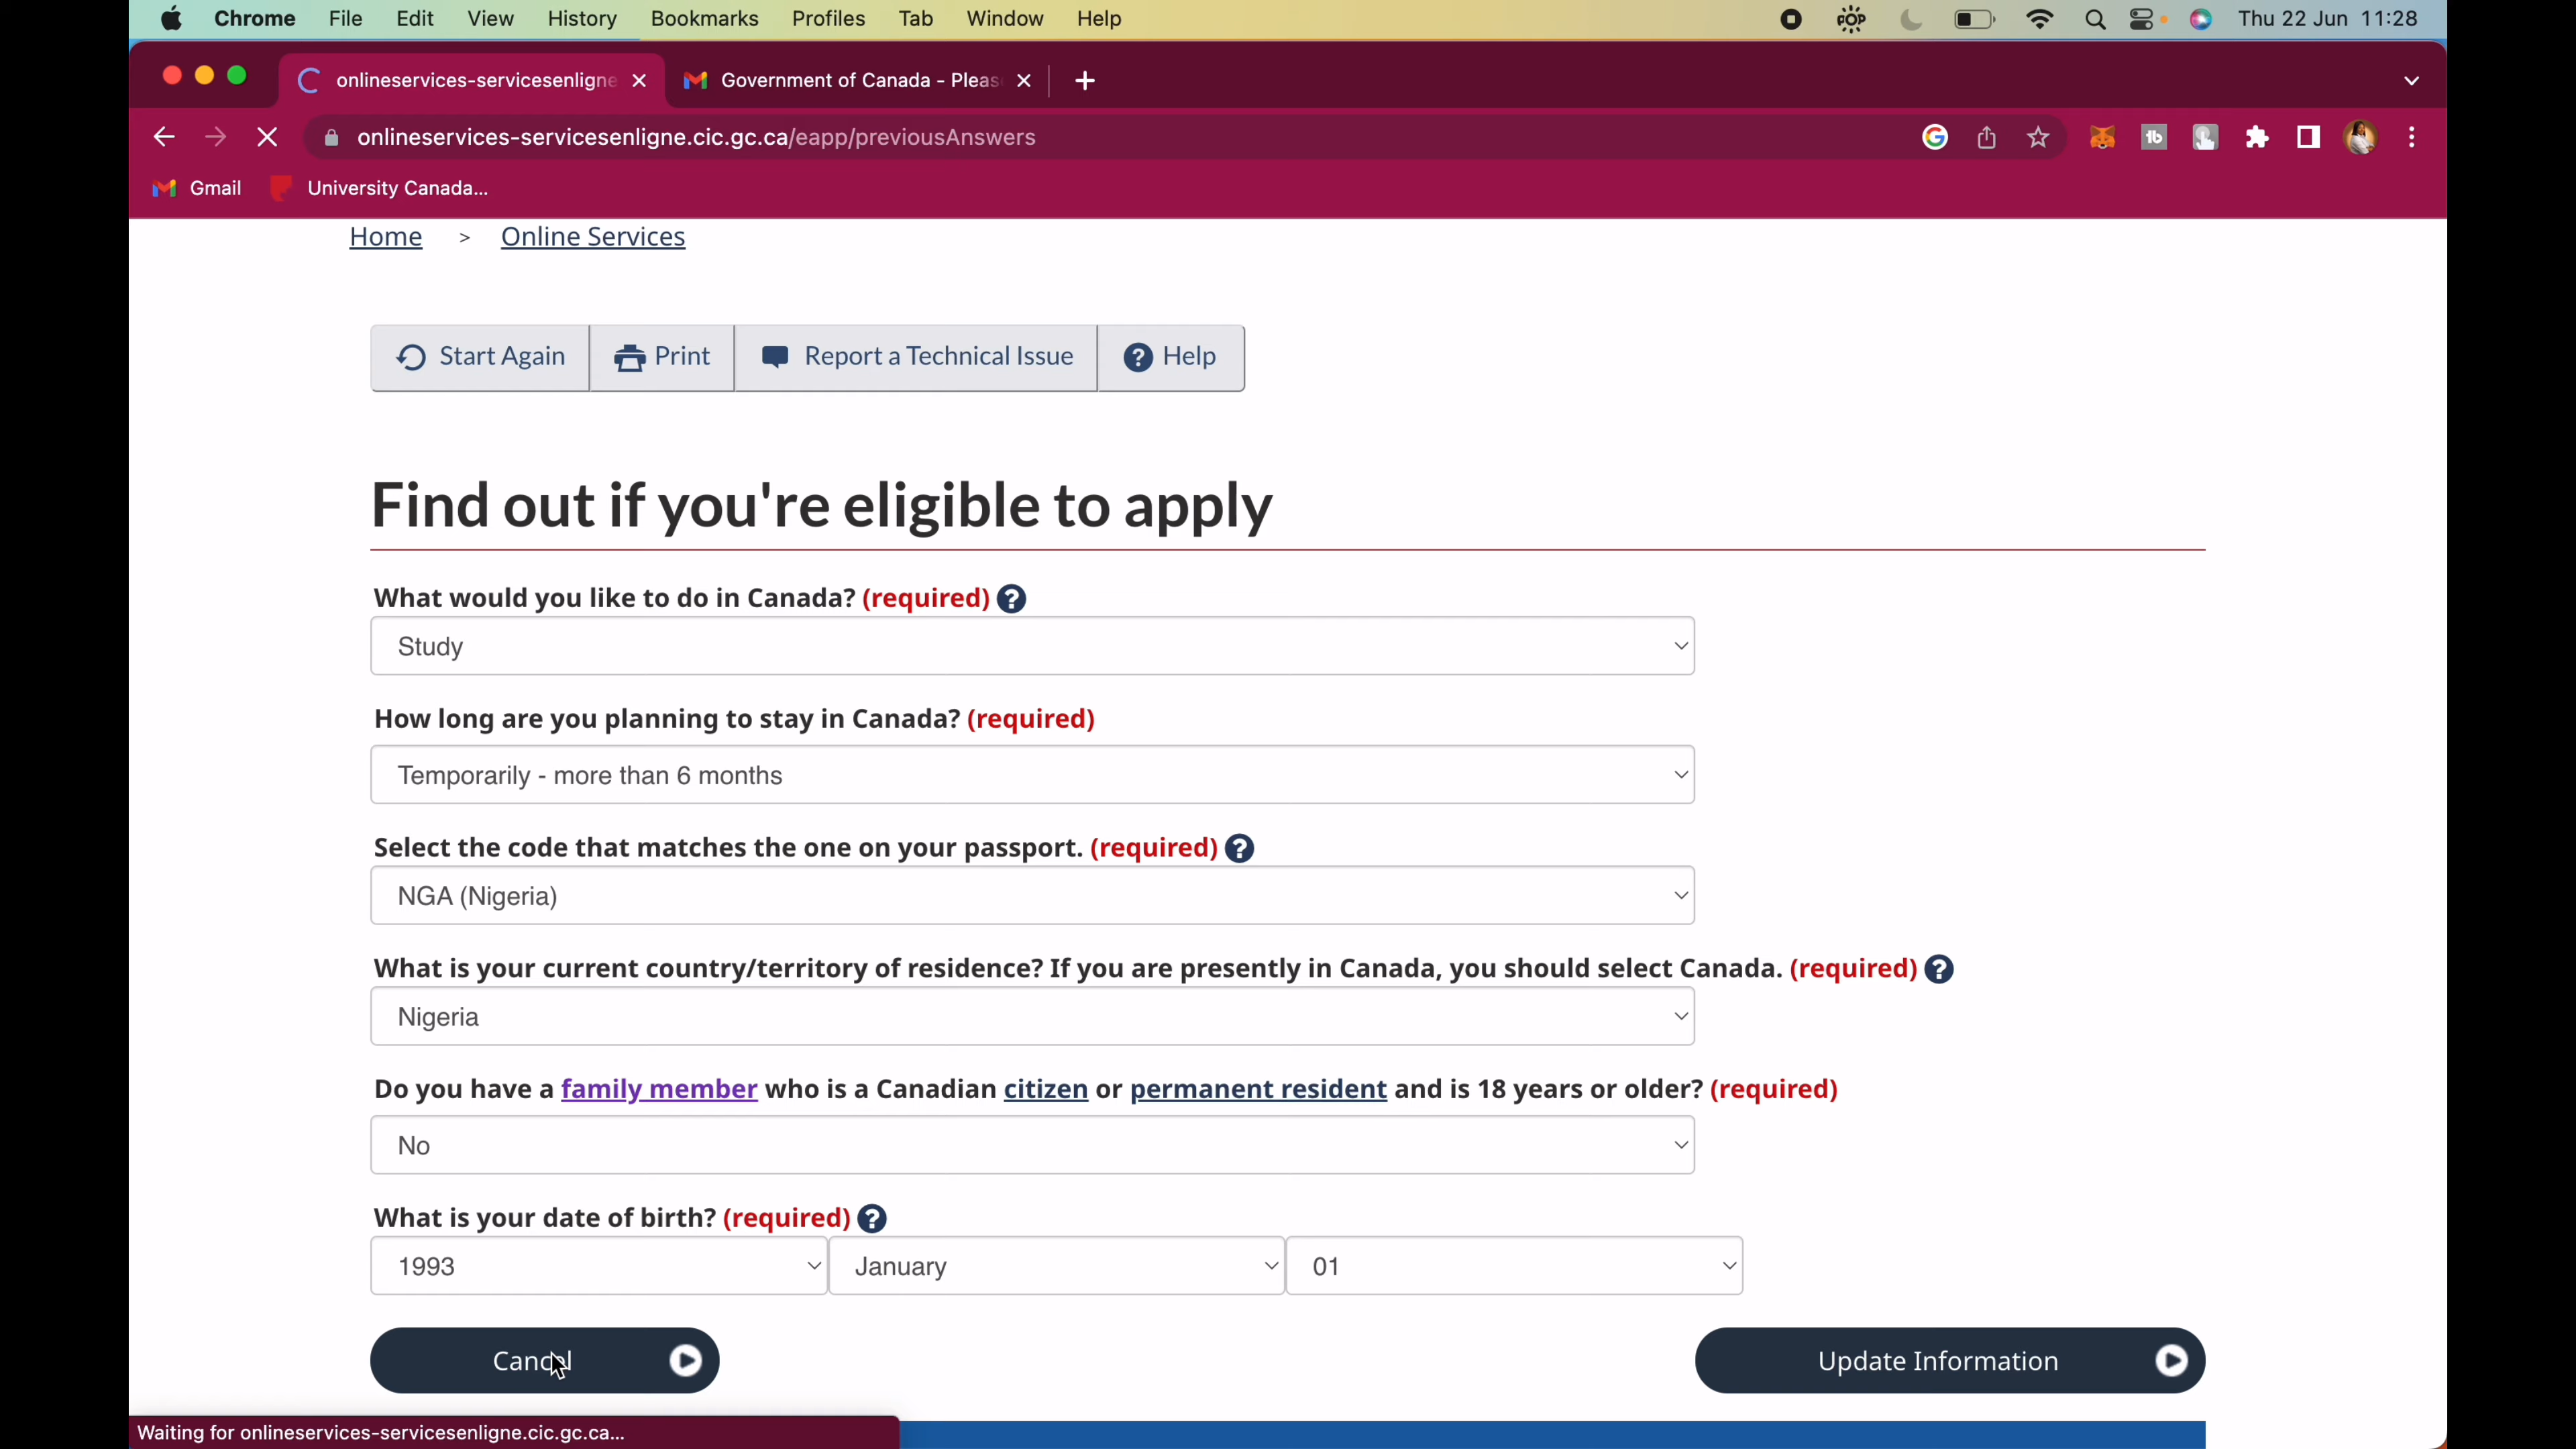 Chrome File Edit View History Bookmarks Profiles Tab Window Help Thu 22 Jun 11:28
onlineservices-servicesenligne Government of Canada - Pleas
onlineservices-servicesenligne.cic.gc.ca/eapp/previousAnswers
Gmail University Canada...
Home > Online Services
Start Again Print Report a Technical Issue Help
Find out if you're eligible to apply
What would you like to do in Canada? (required)
Study
How long are you planning to stay in Canada? (required)
Temporarily - more than 6 months
Select the code that matches the one on your passport. (required)
NGA (Nigeria)
What is your current country/territory of residence? If you are presently in Canada, you should select Canada. (required)
Nigeria
Do you have a family member who is a Canadian citizen or permanent resident and is 18 years or older? (required)
No
What is your date of birth? (required)
1993 January 01
Cancel Update Information
Waiting for onlineservices-servicesenligne.cic.gc.ca...